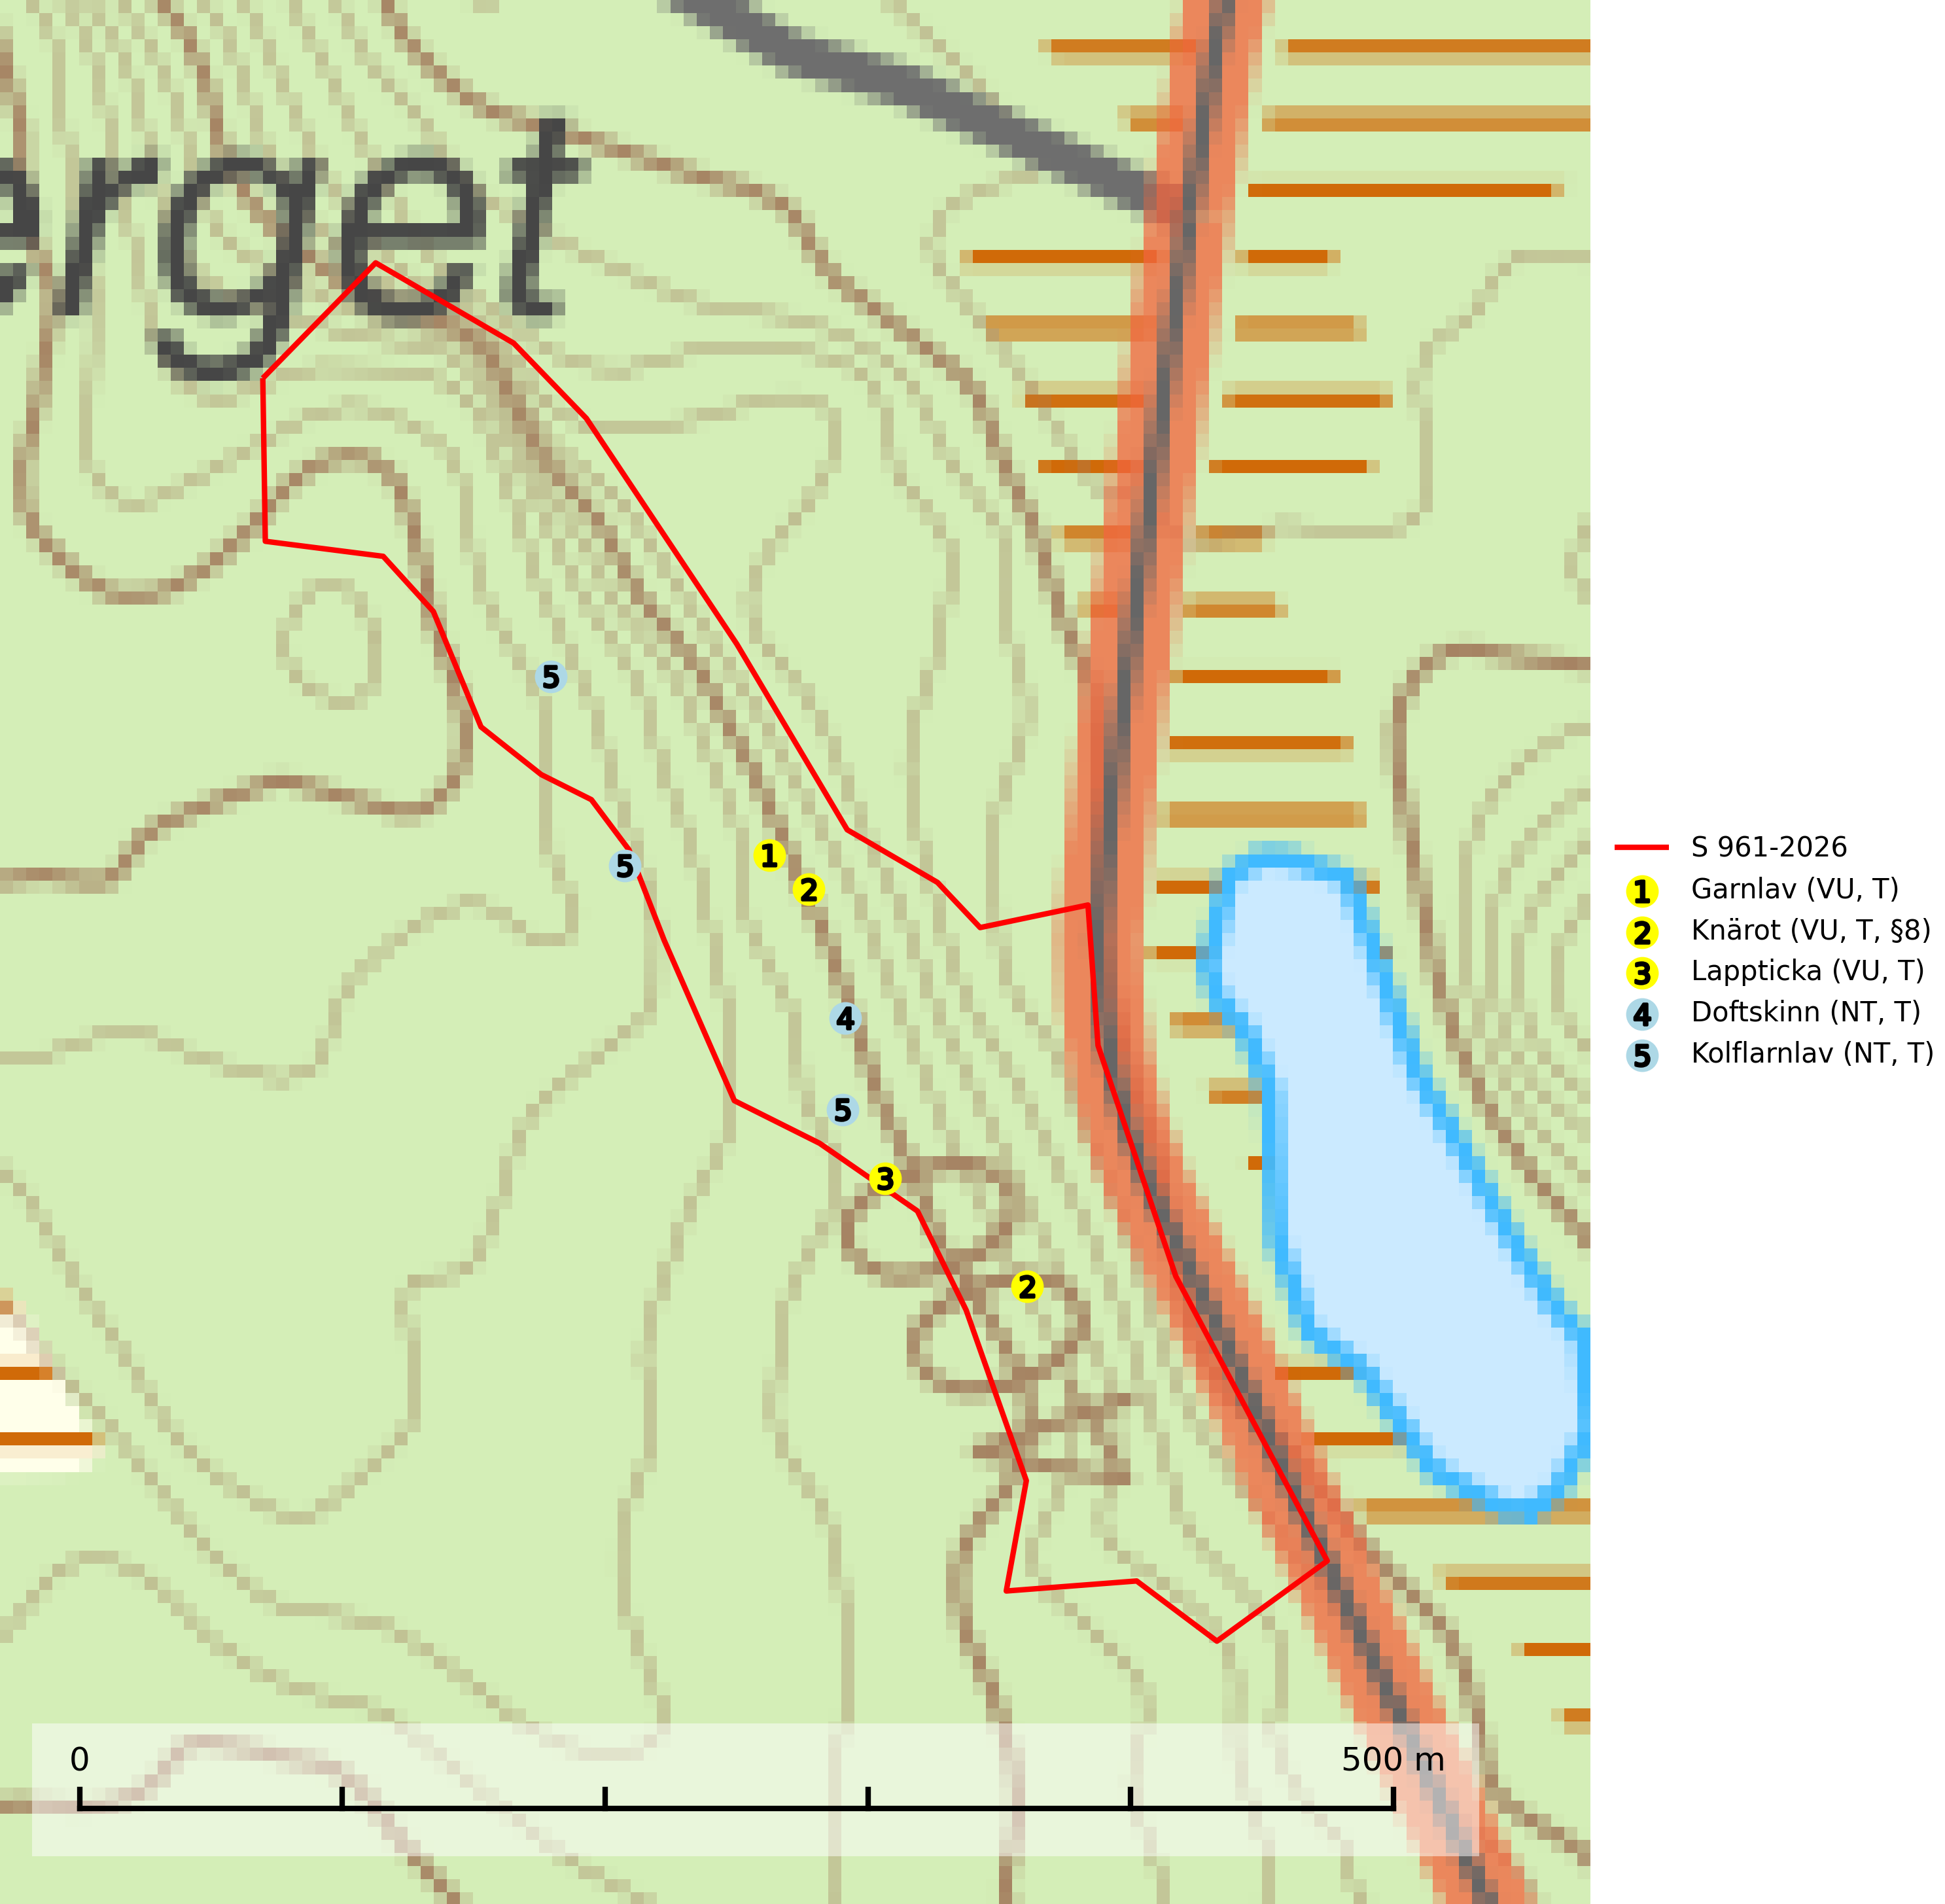 erget
1
2
3
4
5
5
5
2
S 961-2026
1 Garnlav (VU, T)
2 Knärot (VU, T, §8)
3 Lappticka (VU, T)
4 Doftskinn (NT, T)
5 Kolflarnlav (NT, T)
0 500 m